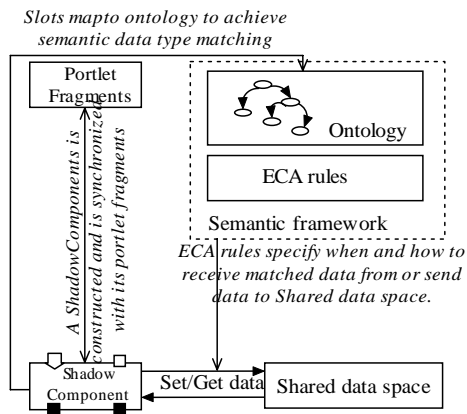 Slots mapto ontology to achieve
semantic data type matching
Portlet
Fragments
Ontology
ECA rules
Semantic framework
A ShadowComponents is
constructed and is synchronized
with its portlet fragments
ECA rules specify when and how to
receive matched data from or send
data to Shared data space.
Shadow
Component
Set/Get data
Shared data space